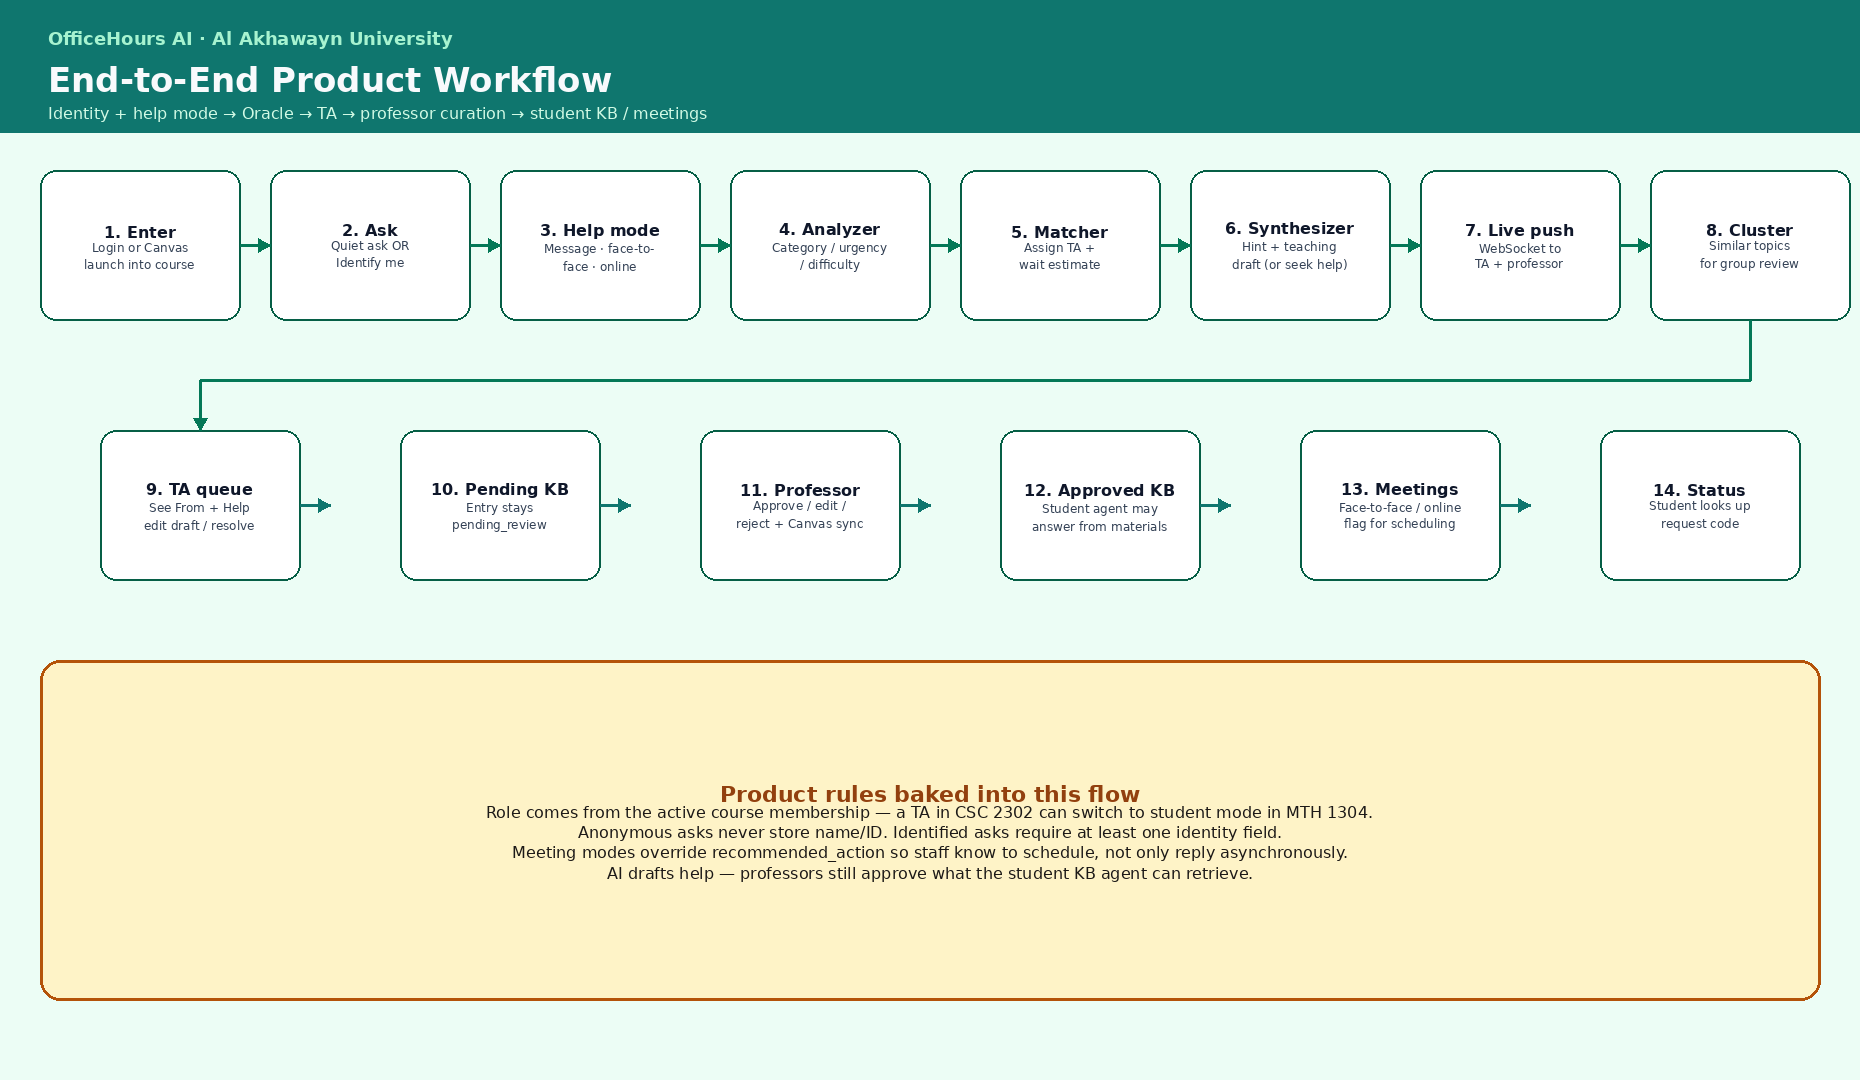 OfficeHours AI · Al Akhawayn University
End-to-End Product Workflow
Identity + help mode → Oracle → TA → professor curation → student KB / meetings
1. Enter
Login or Canvas
launch into course
2. Ask
Quiet ask OR
Identify me
3. Help mode
Message · face-to-
face · online
4. Analyzer
Category / urgency
/ difficulty
5. Matcher
Assign TA +
wait estimate
6. Synthesizer
Hint + teaching
draft (or seek help)
7. Live push
WebSocket to
TA + professor
8. Cluster
Similar topics
for group review
9. TA queue
See From + Help
edit draft / resolve
10. Pending KB
Entry stays
pending_review
11. Professor
Approve / edit /
reject + Canvas sync
12. Approved KB
Student agent may
answer from materials
13. Meetings
Face-to-face / online
flag for scheduling
14. Status
Student looks up
request code
Product rules baked into this flow
Role comes from the active course membership — a TA in CSC 2302 can switch to student mode in MTH 1304.
Anonymous asks never store name/ID. Identified asks require at least one identity field.
Meeting modes override recommended_action so staff know to schedule, not only reply asynchronously.
AI drafts help — professors still approve what the student KB agent can retrieve.